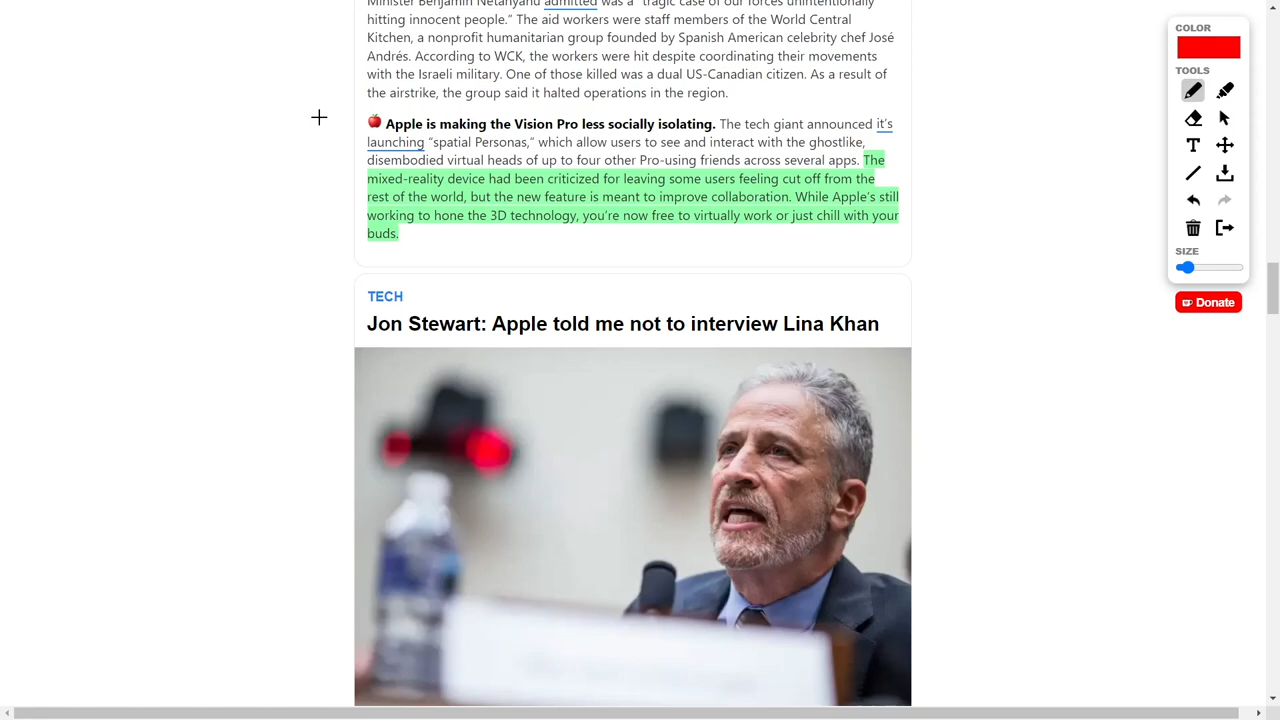 Minister Benjamin Netanyahu admitted was a “tragic case of our forces unintentionally
hitting innocent people.” The aid workers were staff members of the World Central
Kitchen, a nonprofit humanitarian group founded by Spanish American celebrity chef José
Andrés. According to WCK, the workers were hit despite coordinating their movements
with the Israeli military. One of those killed was a dual US-Canadian citizen. As a result of
the airstrike, the group said it halted operations in the region.
Apple is making the Vision Pro less socially isolating. The tech giant announced it’s
launching “spatial Personas,” which allow users to see and interact with the ghostlike,
disembodied virtual heads of up to four other Pro-using friends across several apps. The
mixed-reality device had been criticized for leaving some users feeling cut off from the
rest of the world, but the new feature is meant to improve collaboration. While Apple’s still
working to hone the 3D technology, you’re now free to virtually work or just chill with your
buds.
TECH
Jon Stewart: Apple told me not to interview Lina Khan
COLOR
TOOLS
T
SIZE
Donate